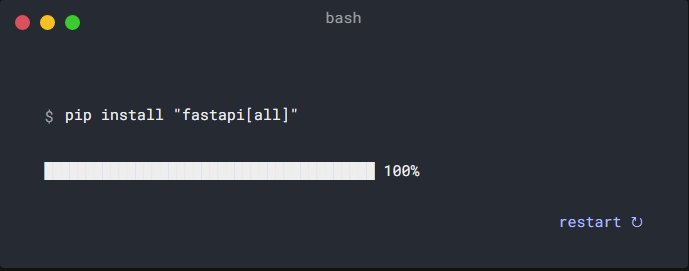 bash
$ pip install "fastapi[all]"
100%
restart ↻